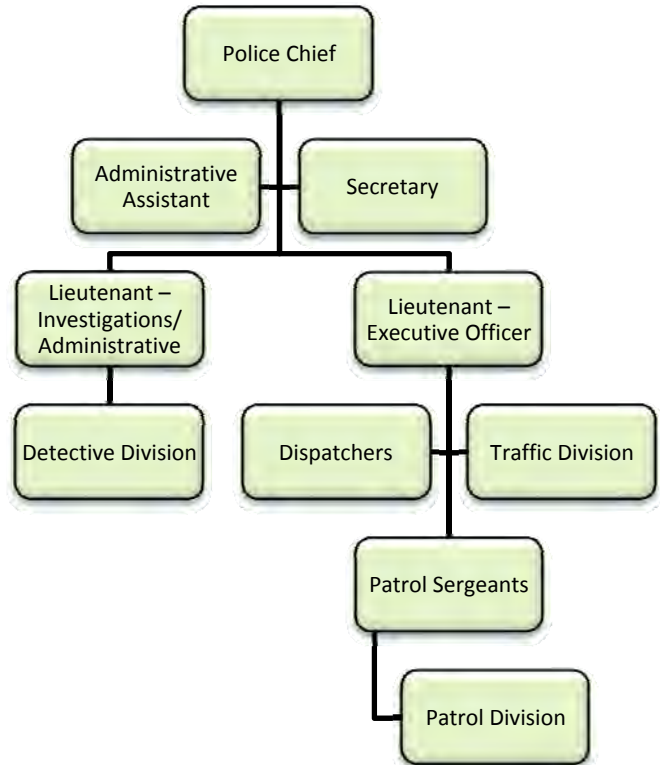 Police Chief
Administrative
Assistant
Secretary
Lieutenant –
Investigations/
Administrative
Lieutenant –
Executive Officer
Detective Division
Dispatchers
Traffic Division
Patrol Sergeants
Patrol Division